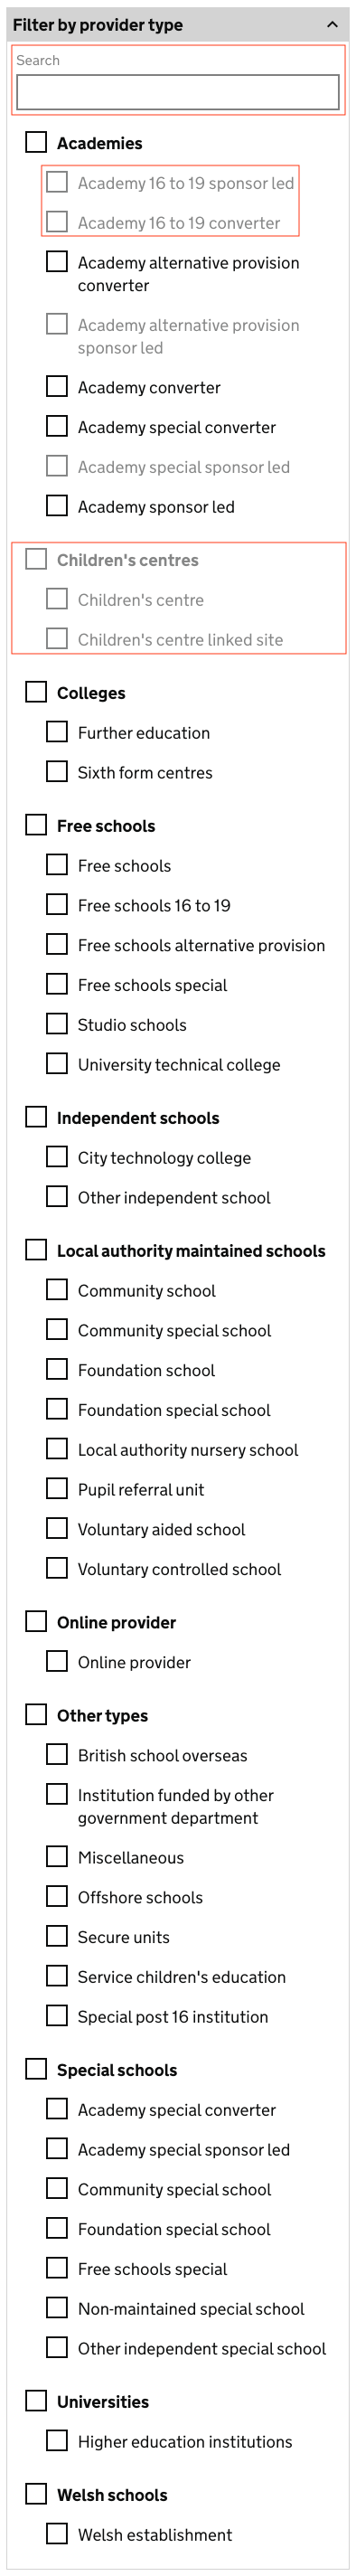 Filter by provider type
Search
Academies
Academy 16 to 19 sponsor led
Academy 16 to 19 converter
Academy alternative provision
converter
Academy alternative provision
sponsor led
Academy converter
Academy special converter
Academy special sponsor led
Academy sponsor led
Children's centres
Children's centre
Children's centre linked site
Colleges
Further education
Sixth form centres
Free schools
Free schools
Free schools 16 to 19
Free schools alternative provision
Free schools special
Studio schools
University technical college
Independent schools
City technology college
Other independent school
Local authority maintained schools
Community school
Community special school
Foundation school
Foundation special school
Local authority nursery school
Pupil referral unit
Voluntary aided school
Voluntary controlled school
Online provider
Online provider
Other types
British school overseas
Institution funded by other
government department
Miscellaneous
Offshore schools
Secure units
Service children's education
Special post 16 institution
Special schools
Academy special converter
Academy special sponsor led
Community special school
Foundation special school
Free schools special
Non-maintained special school
Other independent special school
Universities
Higher education institutions
Welsh schools
Welsh establishment